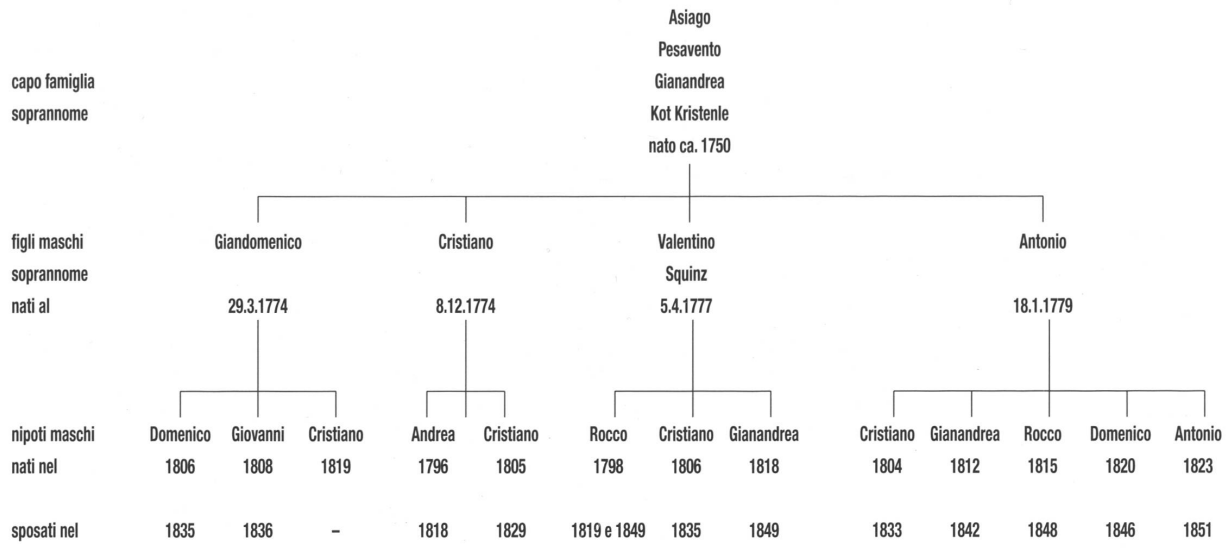 Asiago
Pesavento
capo famiglia Gianandrea
soprannome Kot Kristenle
nato ca. 1750
figli maschi Giandomenico Cristiano Valentino Antonio
soprannome Squinz
nati al 29.3.1774 8.12.1774 5.4.1777 18.1.1779
nipoti maschi Domenico Giovanni Cristiano Andrea Cristiano Rocco Cristiano Gianandrea Cristiano Gianandrea Rocco Domenico Antonio
nati nel 1806 1808 1819 1796 1805 1798 1806 1818 1804 1812 1815 1820 1823
sposati nel 1835 1836 – 1818 1829 1819 e 1849 1835 1849 1833 1842 1848 1846 1851